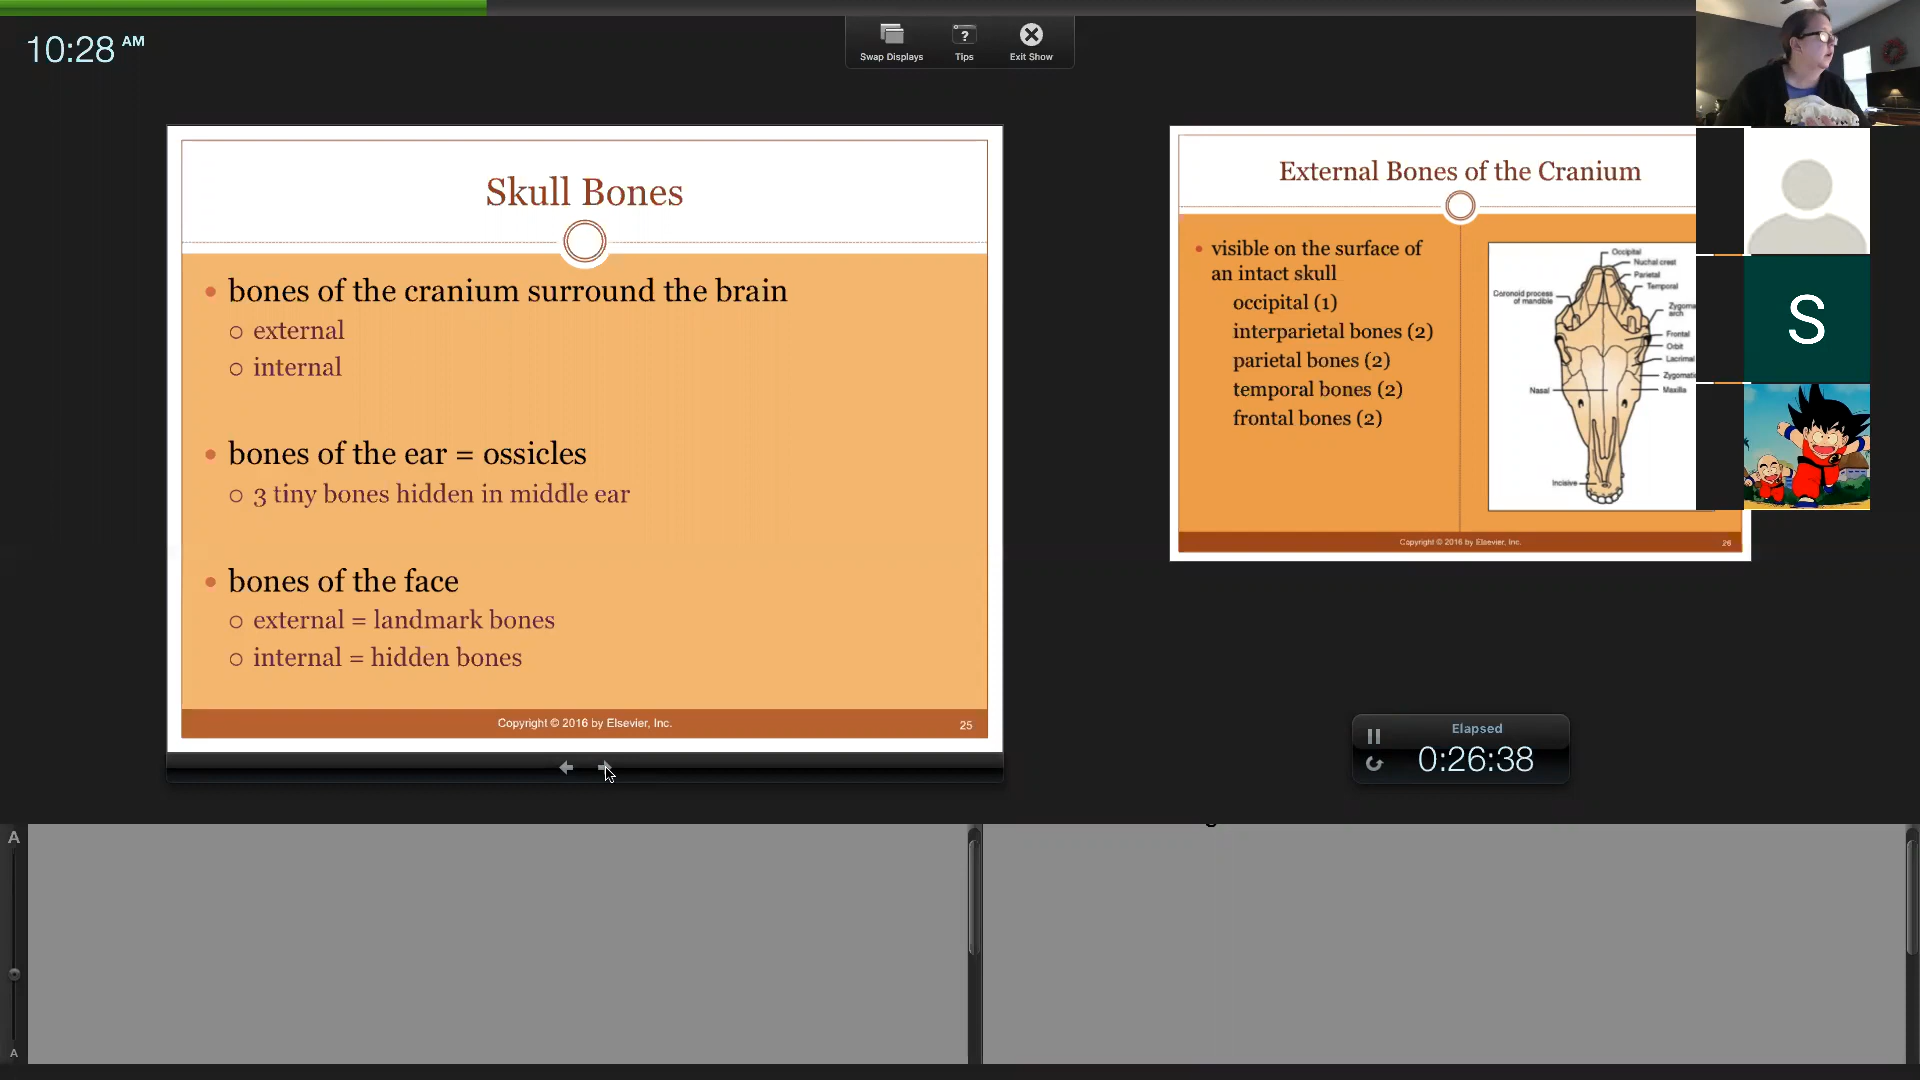 10:28 AM
Swap Displays
Tips
Exit Show
Skull Bones
• bones of the cranium surround the brain
○ external
○ internal
• bones of the ear = ossicles
○ 3 tiny bones hidden in middle ear
• bones of the face
○ external = landmark bones
○ internal = hidden bones
Copyright © 2016 by Elsevier, Inc.
25
External Bones of the Cranium
• visible on the surface of
an intact skull
occipital (1)
interparietal bones (2)
parietal bones (2)
temporal bones (2)
frontal bones (2)
Occipital
Nuchal crest
Parietal
Temporal
Coronoid process
of mandible
Zygoma
arch
Frontal
Orbit
Lacrimal
Zygomati
Nasal
Maxilla
Incisive
Copyright © 2016 by Elsevier, Inc.
26
S
Elapsed
0:26:38
A
A